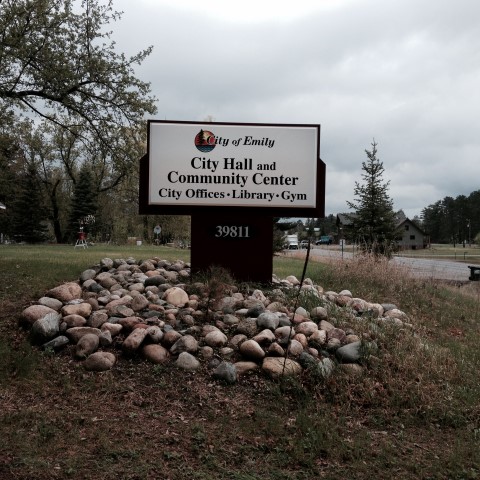 City of Emily
City Hall and
Community Center
City Offices • Library • Gym
39811